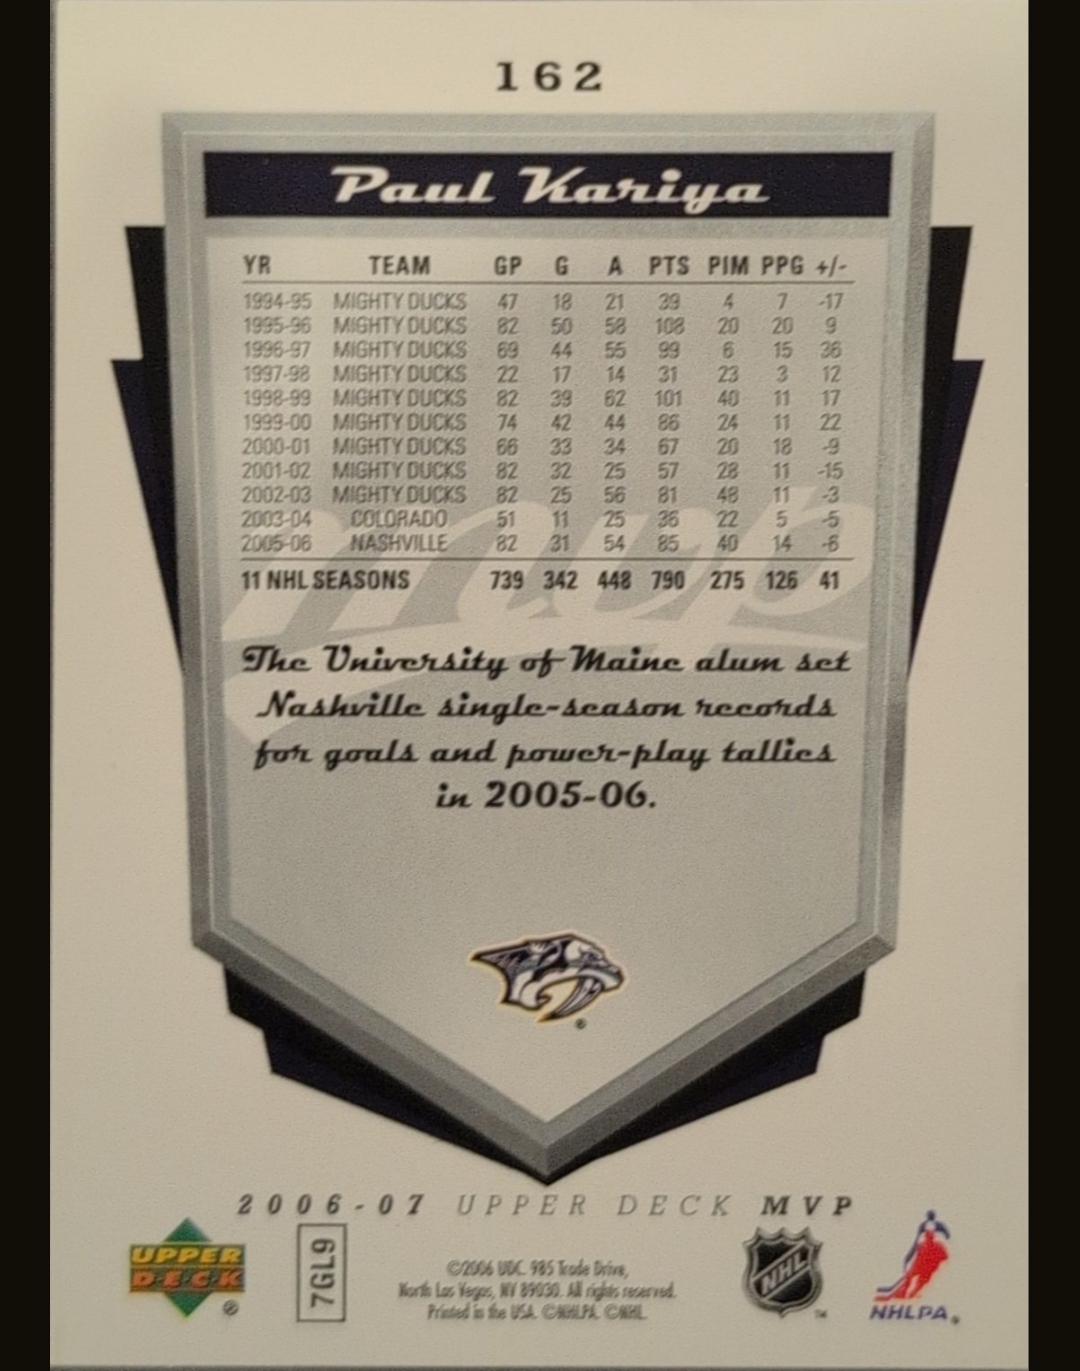 162
Paul Kariya
YR TEAM GP G A PTS PIM PPG +/-
1994-95 MIGHTY DUCKS 47 18 21 39 4 7 -17
1995-96 MIGHTY DUCKS 82 50 58 108 20 20 9
1996-97 MIGHTY DUCKS 69 44 55 99 6 15 36
1997-98 MIGHTY DUCKS 22 17 14 31 23 3 12
1998-99 MIGHTY DUCKS 82 39 62 101 40 11 17
1999-00 MIGHTY DUCKS 74 42 44 86 24 11 22
2000-01 MIGHTY DUCKS 66 33 34 67 20 18 -9
2001-02 MIGHTY DUCKS 82 32 25 57 28 11 -15
2002-03 MIGHTY DUCKS 82 25 56 81 48 11 -3
2003-04 COLORADO 51 11 25 36 22 5 -5
2005-06 NASHVILLE 82 31 54 85 40 14 -6
11 NHL SEASONS 739 342 448 790 275 126 41
mvp
The University of Maine alum set
Nashville single-season records
for goals and power-play tallies
in 2005-06.
®
2006-07 UPPER DECK MVP
UPPER
DECK
®
7GL9
©2006 UDC. 985 Trade Drive,
North Las Vegas, NV 89030. All rights reserved.
Printed in the USA. ©NHLPA. ©NHL.
NHL
™
NHLPA®